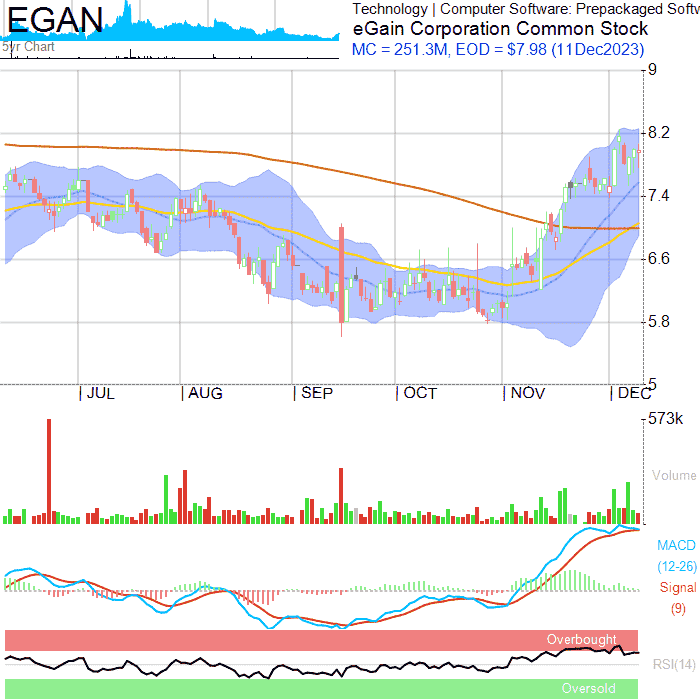 EGAN
5yr Chart
Technology | Computer Software: Prepackaged Softw
eGain Corporation Common Stock
MC = 251.3M, EOD = $7.98 (11Dec2023)
9
8.2
7.4
6.6
5.8
5
JUL AUG SEP OCT NOV DEC
573k
Volume
MACD
(12-26)
Signal
(9)
Overbought
RSI(14)
Oversold